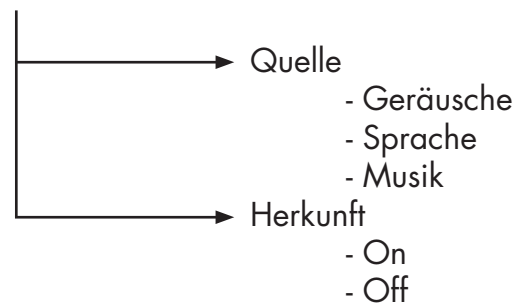 Quelle
- Geräusche
- Sprache
- Musik
Herkunft
- On
- Off